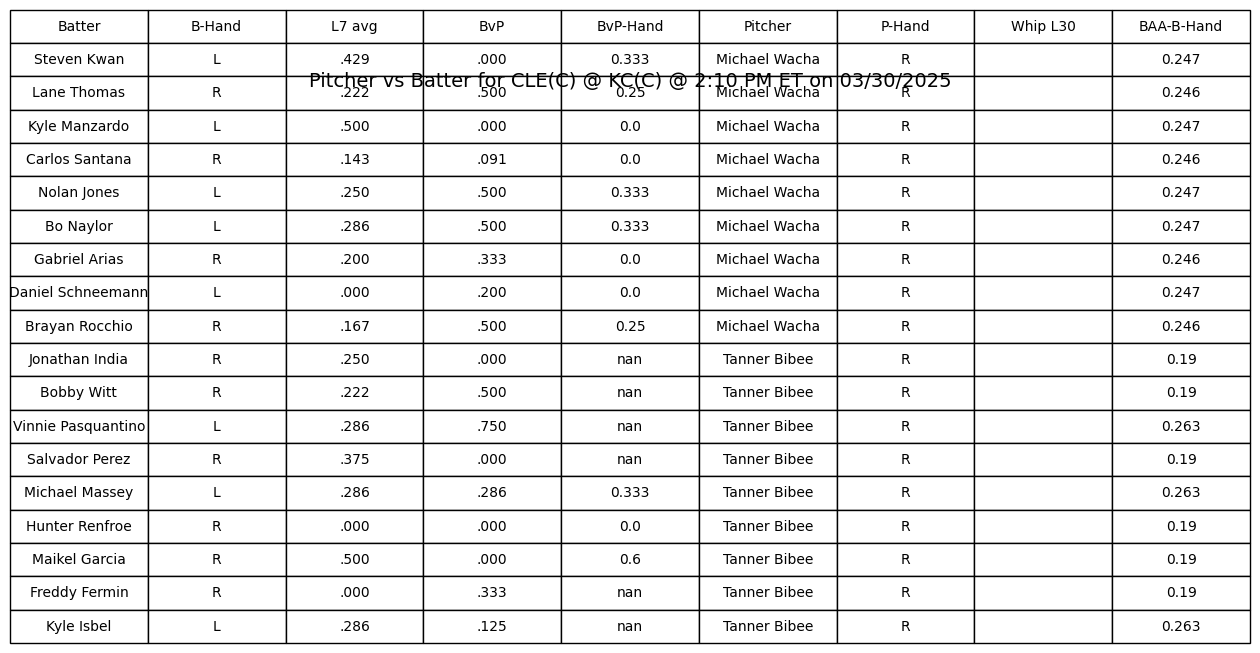 Batter B-Hand L7 avg BvP BvP-Hand Pitcher P-Hand Whip L30 BAA-B-Hand
Steven Kwan L .429 .000 0.333 Michael Wacha R 0.247
Pitcher vs Batter for CLE(C) @ KC(C) @ 2:10 PM ET on 03/30/2025
Lane Thomas R .222 .500 0.25 Michael Wacha R 0.246
Kyle Manzardo L .500 .000 0.0 Michael Wacha R 0.247
Carlos Santana R .143 .091 0.0 Michael Wacha R 0.246
Nolan Jones L .250 .500 0.333 Michael Wacha R 0.247
Bo Naylor L .286 .500 0.333 Michael Wacha R 0.247
Gabriel Arias R .200 .333 0.0 Michael Wacha R 0.246
Daniel Schneemann L .000 .200 0.0 Michael Wacha R 0.247
Brayan Rocchio R .167 .500 0.25 Michael Wacha R 0.246
Jonathan India R .250 .000 nan Tanner Bibee R 0.19
Bobby Witt R .222 .500 nan Tanner Bibee R 0.19
Vinnie Pasquantino L .286 .750 nan Tanner Bibee R 0.263
Salvador Perez R .375 .000 nan Tanner Bibee R 0.19
Michael Massey L .286 .286 0.333 Tanner Bibee R 0.263
Hunter Renfroe R .000 .000 0.0 Tanner Bibee R 0.19
Maikel Garcia R .500 .000 0.6 Tanner Bibee R 0.19
Freddy Fermin R .000 .333 nan Tanner Bibee R 0.19
Kyle Isbel L .286 .125 nan Tanner Bibee R 0.263